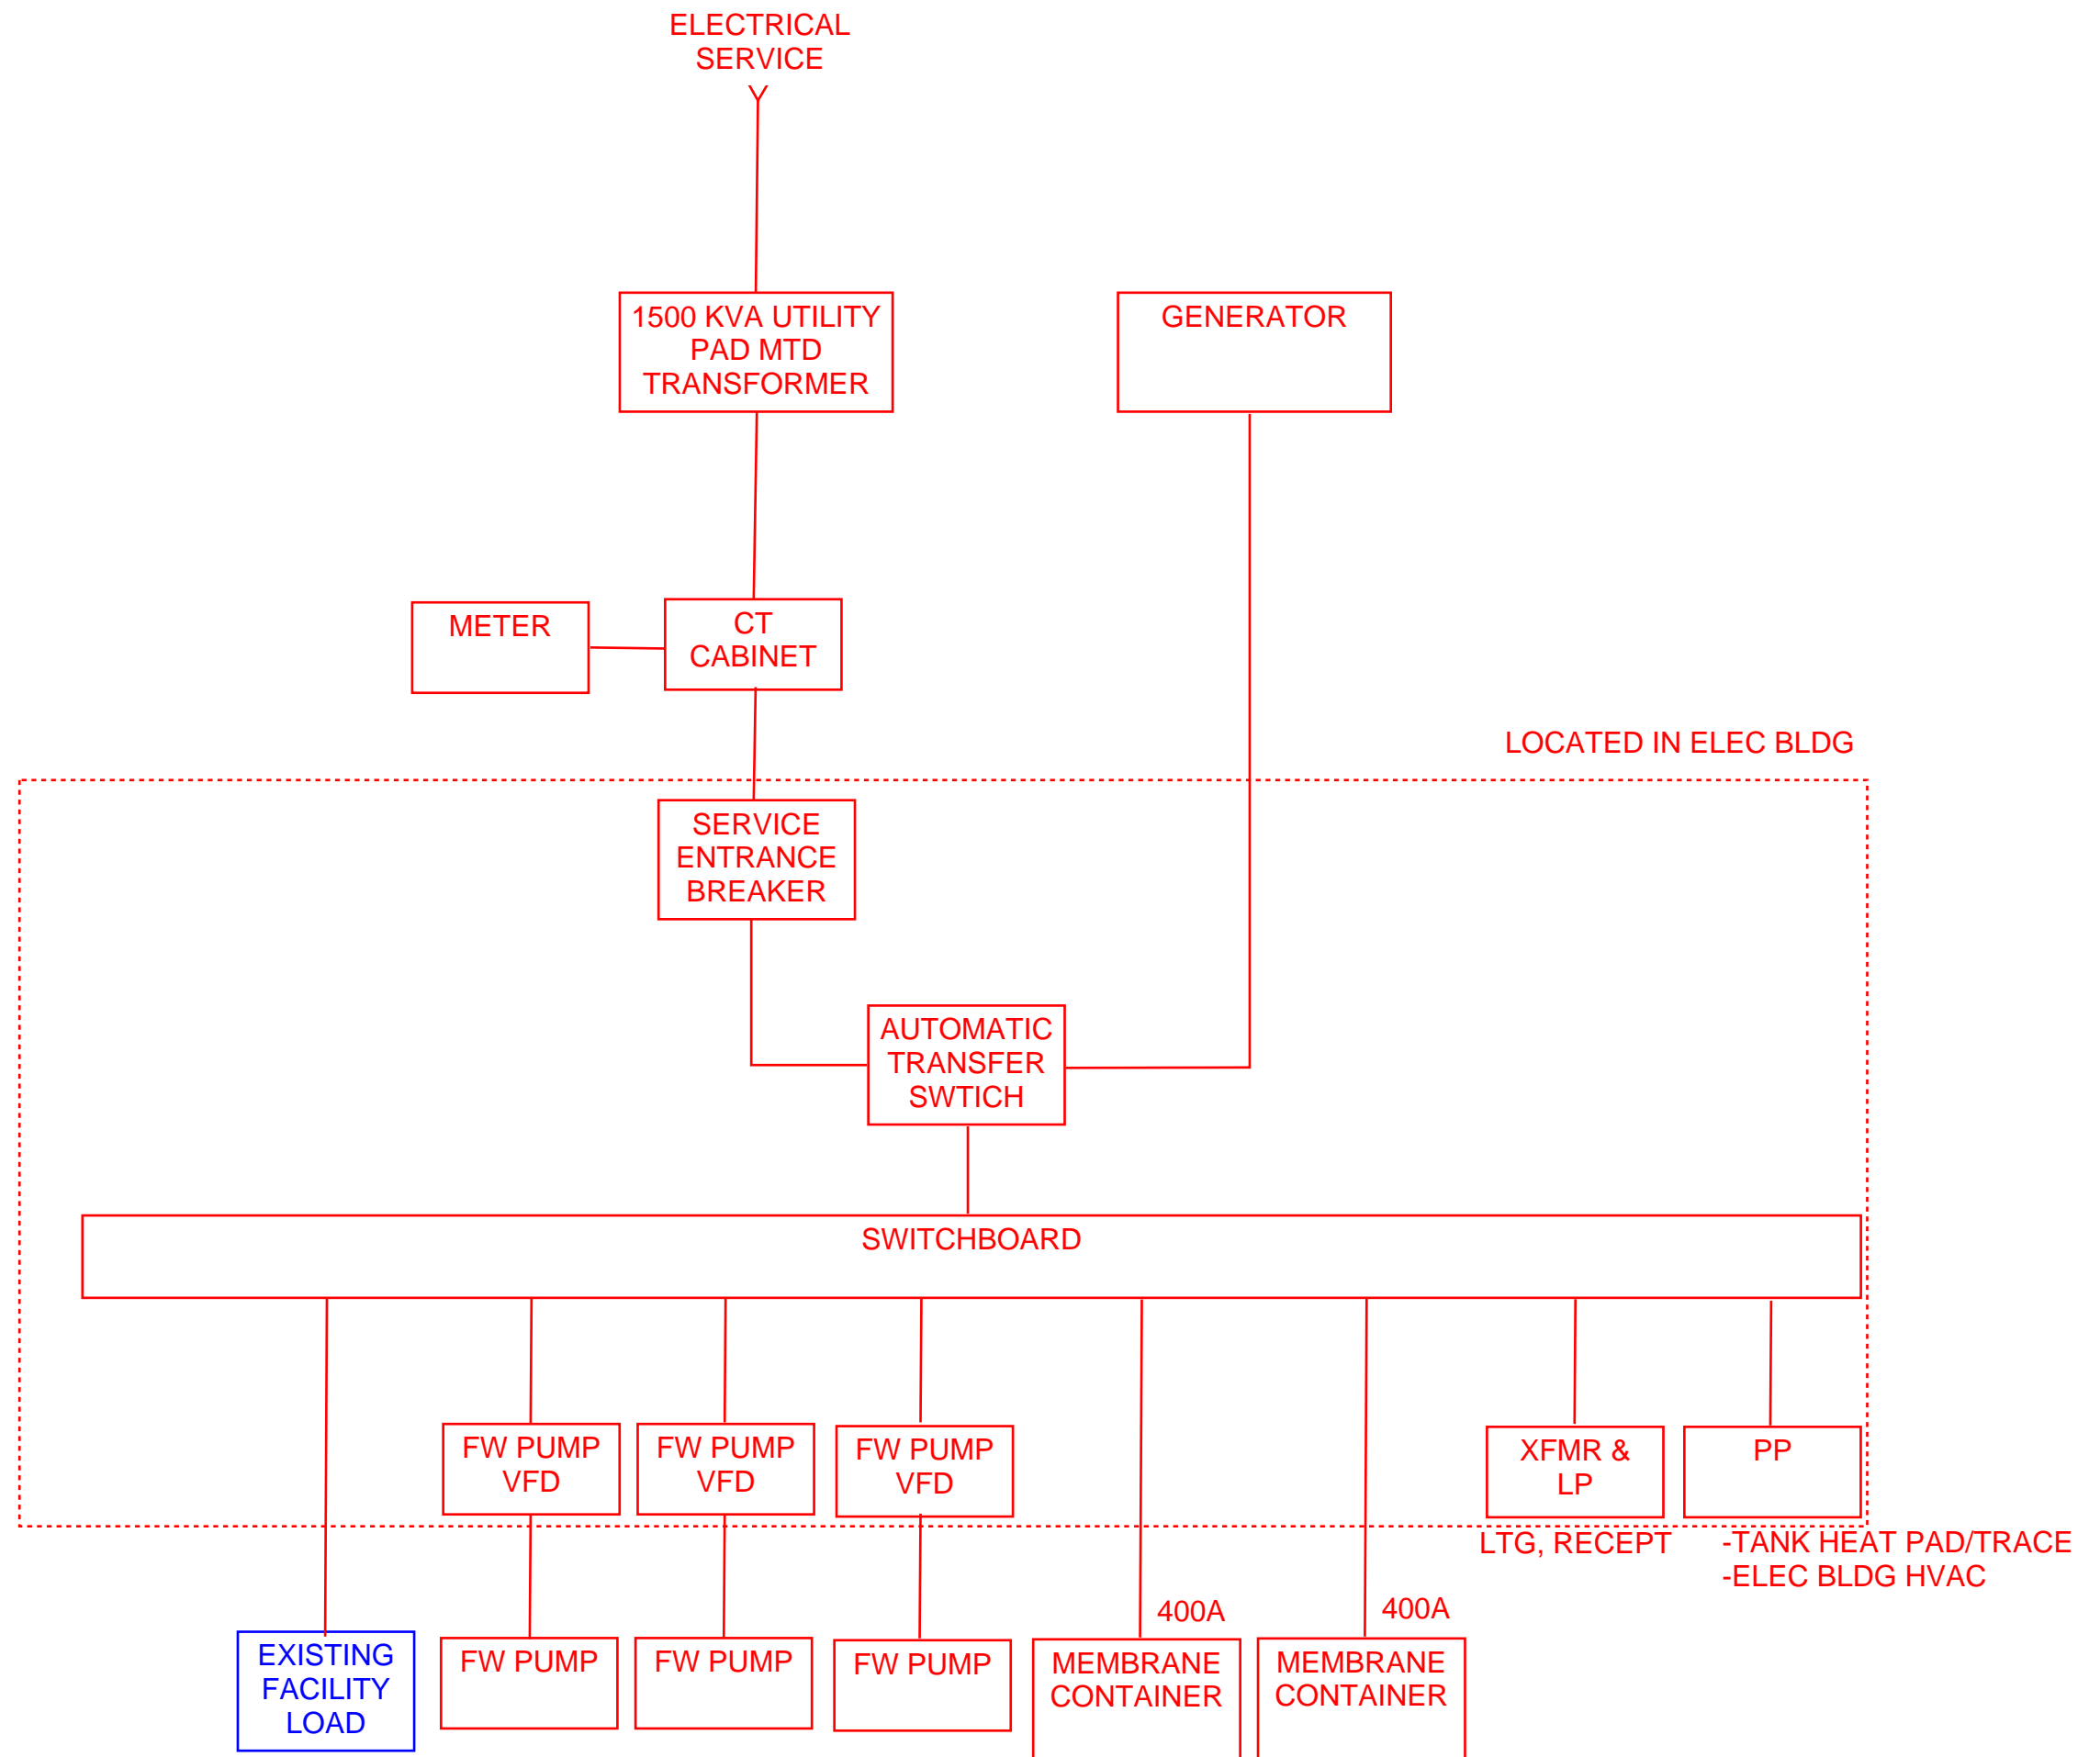 ELECTRICAL
SERVICE
1500 KVA UTILITY
PAD MTD
TRANSFORMER
GENERATOR
METER
CT
CABINET
LOCATED IN ELEC BLDG
SERVICE
ENTRANCE
BREAKER
AUTOMATIC
TRANSFER
SWTICH
SWITCHBOARD
FW PUMP
VFD
FW PUMP
VFD
FW PUMP
VFD
XFMR &
LP
PP
LTG, RECEPT
-TANK HEAT PAD/TRACE
-ELEC BLDG HVAC
400A
400A
EXISTING
FACILITY
LOAD
FW PUMP
FW PUMP
FW PUMP
MEMBRANE
CONTAINER
MEMBRANE
CONTAINER